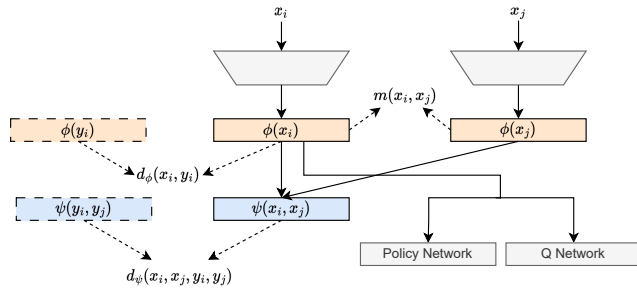 x_i x_j
m(x_i, x_j)
ϕ(y_i) ϕ(x_i) ϕ(x_j)
d_ϕ(x_i, y_i)
ψ(y_i, y_j) ψ(x_i, x_j)
Policy Network Q Network
d_ψ(x_i, x_j, y_i, y_j)